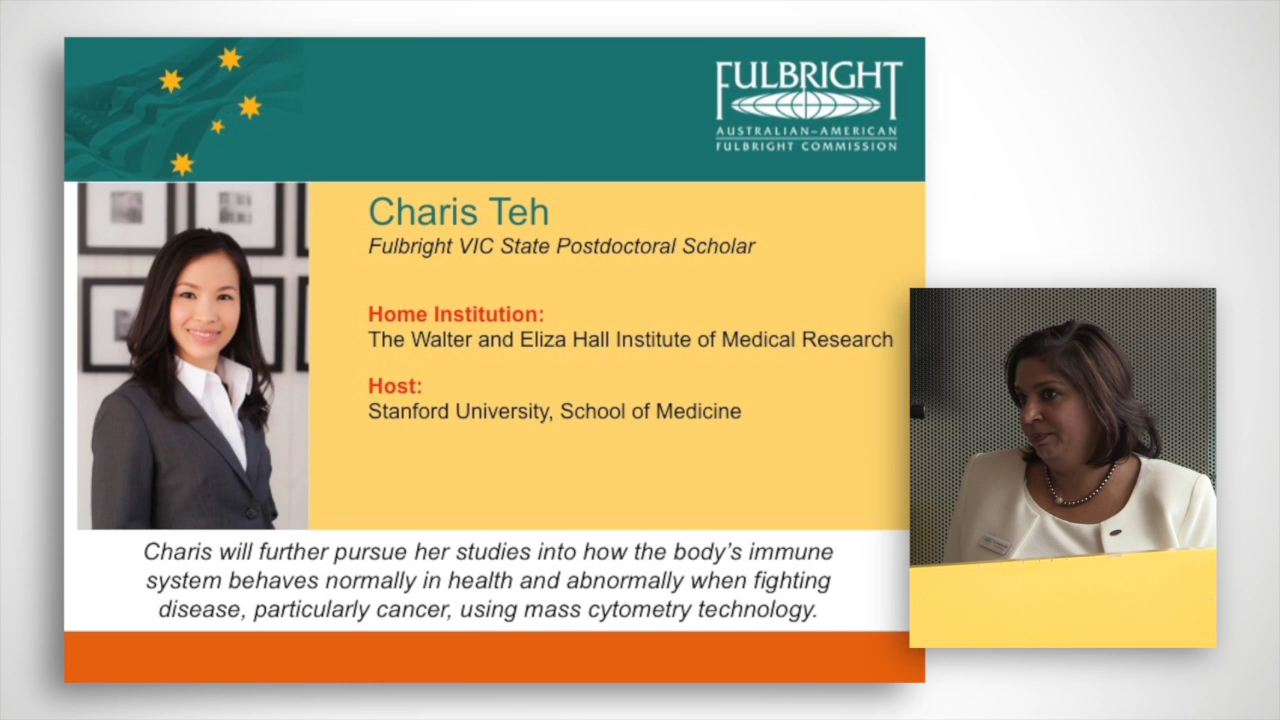 FULBRIGHT
AUSTRALIAN–AMERICAN
FULBRIGHT COMMISSION
Charis Teh
Fulbright VIC State Postdoctoral Scholar
Home Institution:
The Walter and Eliza Hall Institute of Medical Research
Host:
Stanford University, School of Medicine
Charis will further pursue her studies into how the body's immune
system behaves normally in health and abnormally when fighting
disease, particularly cancer, using mass cytometry technology.